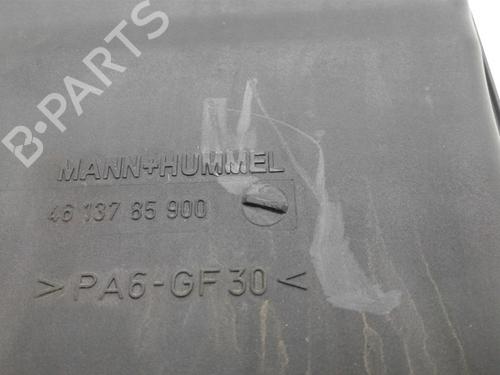 B-PARTS
MANN+HUMMEL
46 137 85 900
>PA6-GF30<